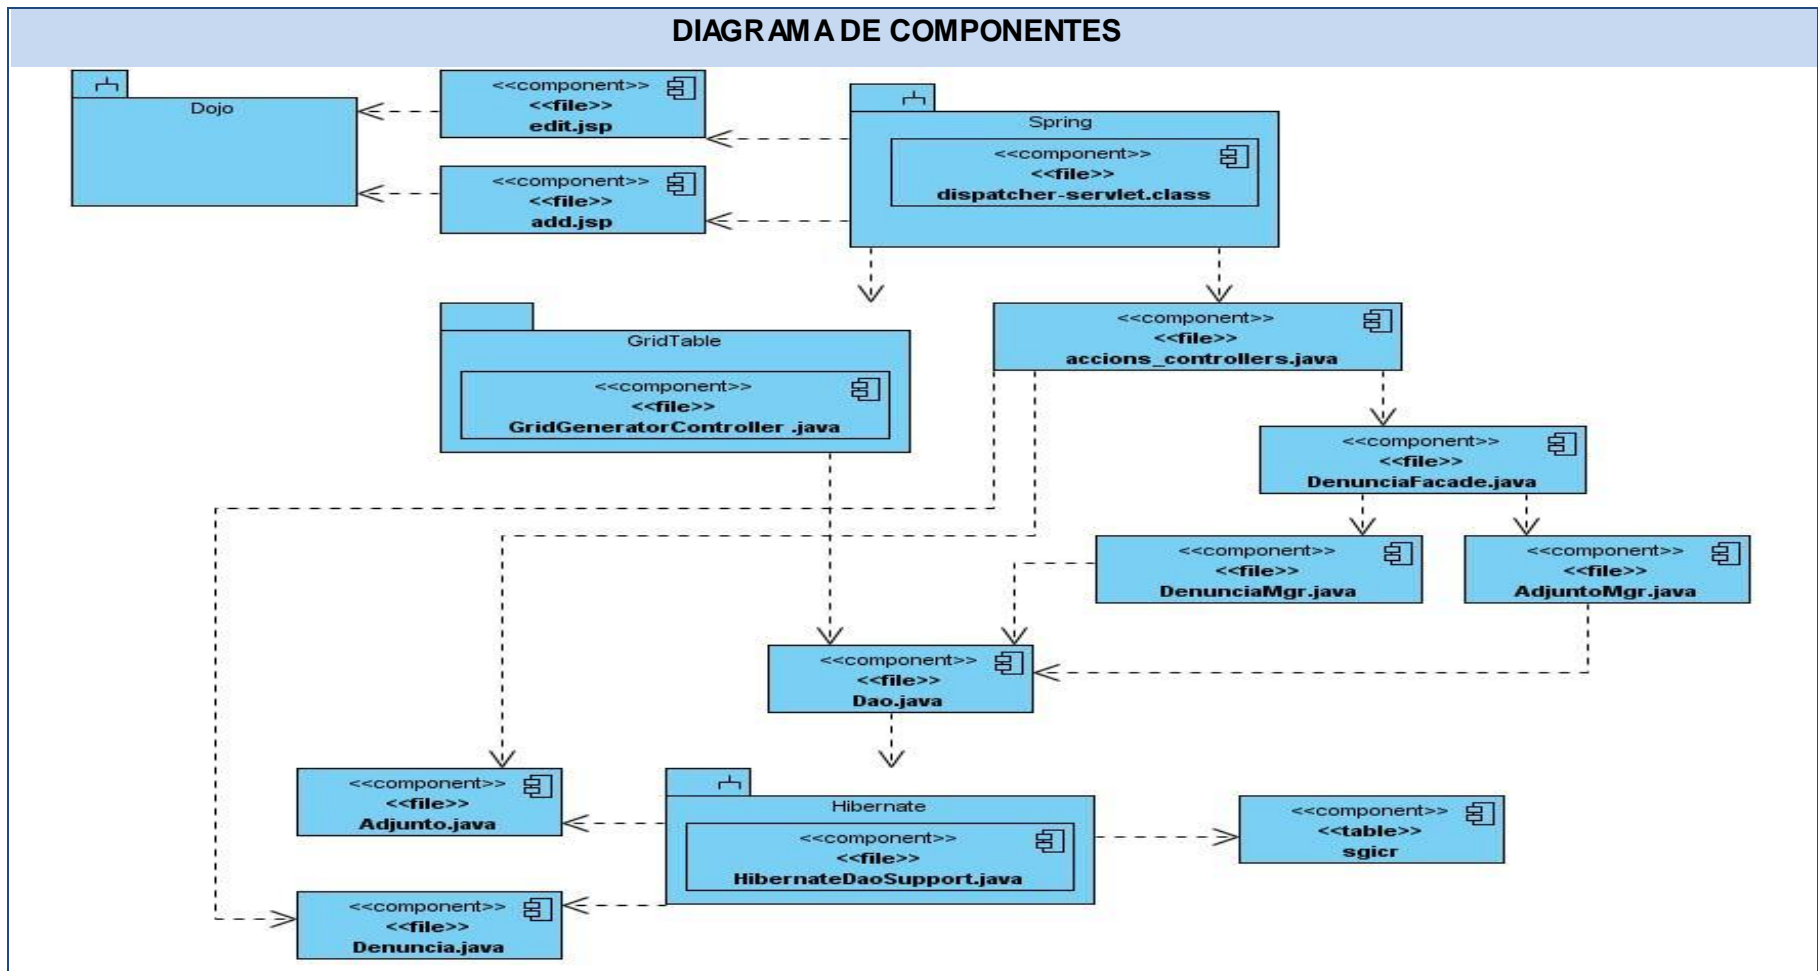 DIAGRAMA DE COMPONENTES
Dojo
<<component>>
<<file>>
edit.jsp
<<component>>
<<file>>
add.jsp
Spring
<<component>>
<<file>>
dispatcher-servlet.class
GridTable
<<component>>
<<file>>
GridGeneratorController .java
<<component>>
<<file>>
accions_controllers.java
<<component>>
<<file>>
DenunciaFacade.java
<<component>>
<<file>>
DenunciaMgr.java
<<component>>
<<file>>
AdjuntoMgr.java
<<component>>
<<file>>
Dao.java
<<component>>
<<file>>
Adjunto.java
Hibernate
<<component>>
<<file>>
HibernateDaoSupport.java
<<component>>
<<table>>
sgicr
<<component>>
<<file>>
Denuncia.java